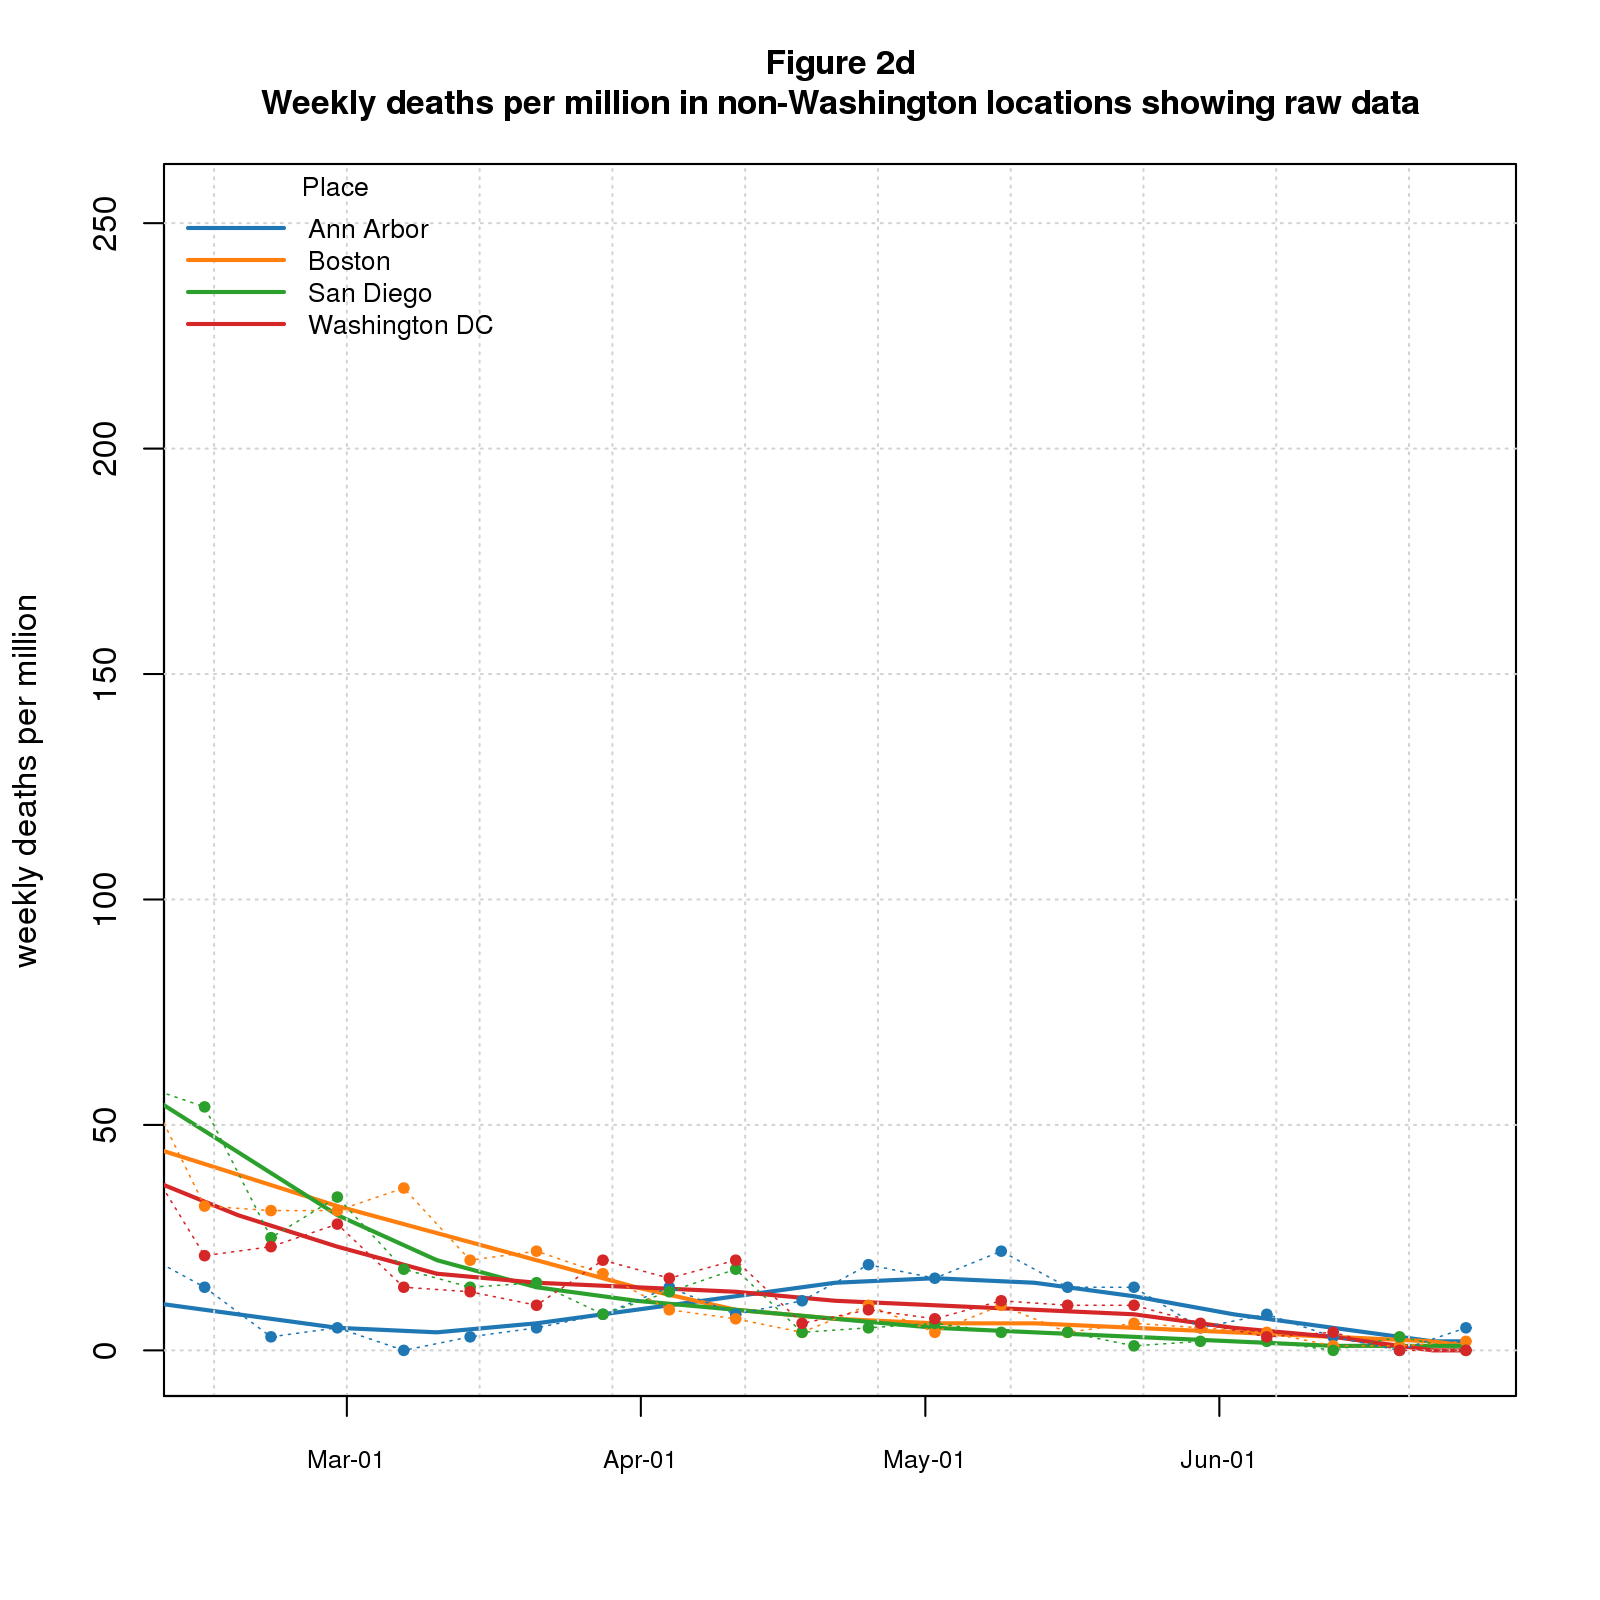 Figure 2d
Weekly deaths per million in non-Washington locations showing raw data
Place
Ann Arbor
Boston
San Diego
Washington DC
250
200
150
100
50
0
weekly deaths per million
Mar-01
Apr-01
May-01
Jun-01